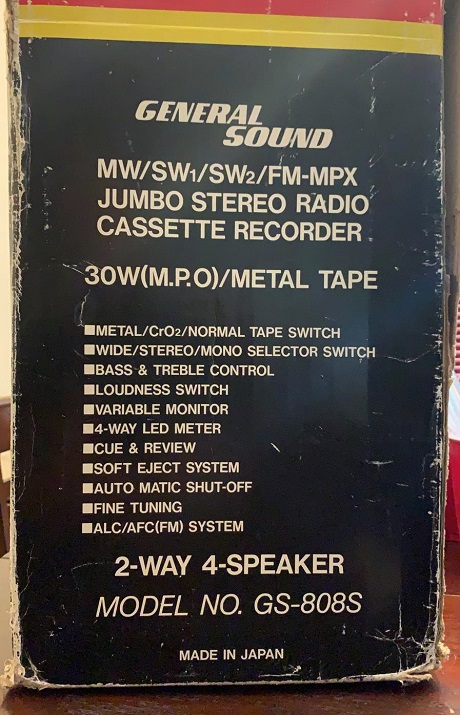 GENERAL
SOUND
MW/SW1/SW2/FM-MPX
JUMBO STEREO RADIO
CASSETTE RECORDER
30W(M.P.O)/METAL TAPE
■METAL/CrO2/NORMAL TAPE SWITCH
■WIDE/STEREO/MONO SELECTOR SWITCH
■BASS & TREBLE CONTROL
■LOUDNESS SWITCH
■VARIABLE MONITOR
■4-WAY LED METER
■CUE & REVIEW
■SOFT EJECT SYSTEM
■AUTO MATIC SHUT-OFF
■FINE TUNING
■ALC/AFC(FM) SYSTEM
2-WAY 4-SPEAKER
MODEL NO. GS-808S
MADE IN JAPAN